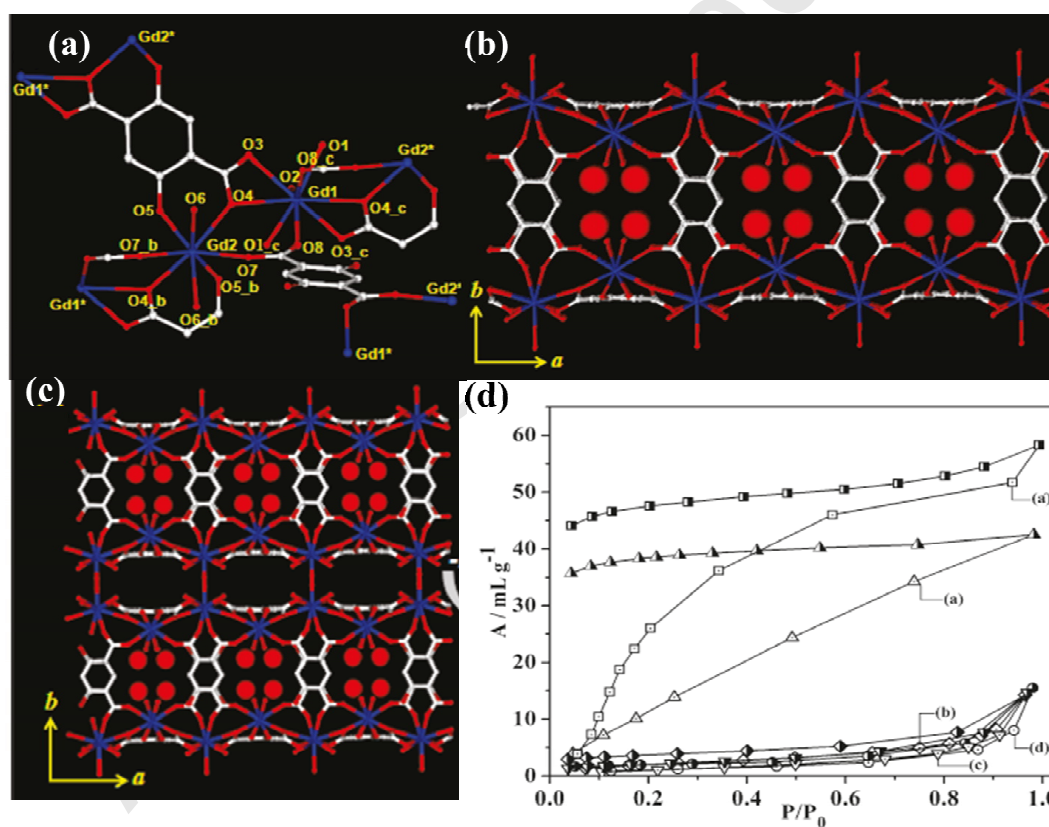 (a)
Gd2*
Gd1*
O3
O1
O8_c
Gd2*
O2
Gd1
O6
O4
O4_c
O5
O7_b
Gd2
O1_c
O8
O3_c
O7
Gd1*
O4_b
O5_b
O6_b
Gd2'
Gd1*
(b)
b
a
(c)
b
a
(d)
A / mL g⁻¹
60
50
40
30
20
10
0
(a)
(a)
(b)
(d)
(c)
0.0 0.2 0.4 0.6 0.8 1.0
P/P₀